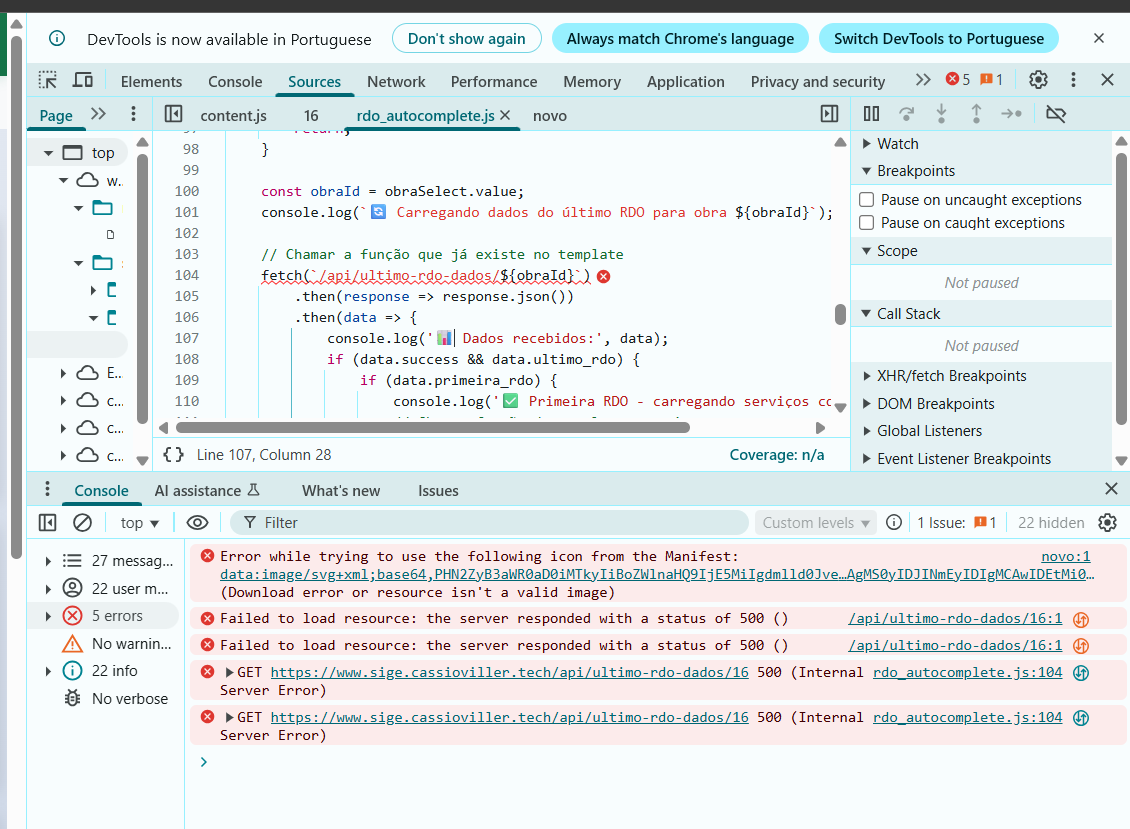 DevTools is now available in Portuguese Don't show again Always match Chrome's language Switch DevTools to Portuguese
Elements Console Sources Network Performance Memory Application Privacy and security 5 1
Page content.js 16 rdo_autocomplete.js novo
top
w..
E...
c...
c...
c...
98 }
99
100 const obraId = obraSelect.value;
101 console.log(`🔄 Carregando dados do último RDO para obra ${obraId}`);
102
103 // Chamar a função que já existe no template
104 fetch(`/api/ultimo-rdo-dados/${obraId}`)
105 .then(response => response.json())
106 .then(data => {
107 console.log('📊 Dados recebidos:', data);
108 if (data.success && data.ultimo_rdo) {
109 if (data.primeira_rdo) {
110 console.log('✅ Primeira RDO - carregando serviços co
{} Line 107, Column 28 Coverage: n/a
Watch
Breakpoints
Pause on uncaught exceptions
Pause on caught exceptions
Scope
Not paused
Call Stack
Not paused
XHR/fetch Breakpoints
DOM Breakpoints
Global Listeners
Event Listener Breakpoints
Console AI assistance What's new Issues
top Filter Custom levels 1 Issue: 1 22 hidden
27 messag...
22 user m...
5 errors
No warnin...
22 info
No verbose
Error while trying to use the following icon from the Manifest: novo:1
data:image/svg+xml;base64,PHN2ZyB3aWR0aD0iMTkyIiBoZWlnaHQ9IjE5MiIgdmlld0Jve…AgMS0yIDJINmEyIDIgMCAwIDEtMi0…
(Download error or resource isn't a valid image)
Failed to load resource: the server responded with a status of 500 () /api/ultimo-rdo-dados/16:1
Failed to load resource: the server responded with a status of 500 () /api/ultimo-rdo-dados/16:1
GET https://www.sige.cassioviller.tech/api/ultimo-rdo-dados/16 500 (Internal rdo_autocomplete.js:104
Server Error)
GET https://www.sige.cassioviller.tech/api/ultimo-rdo-dados/16 500 (Internal rdo_autocomplete.js:104
Server Error)